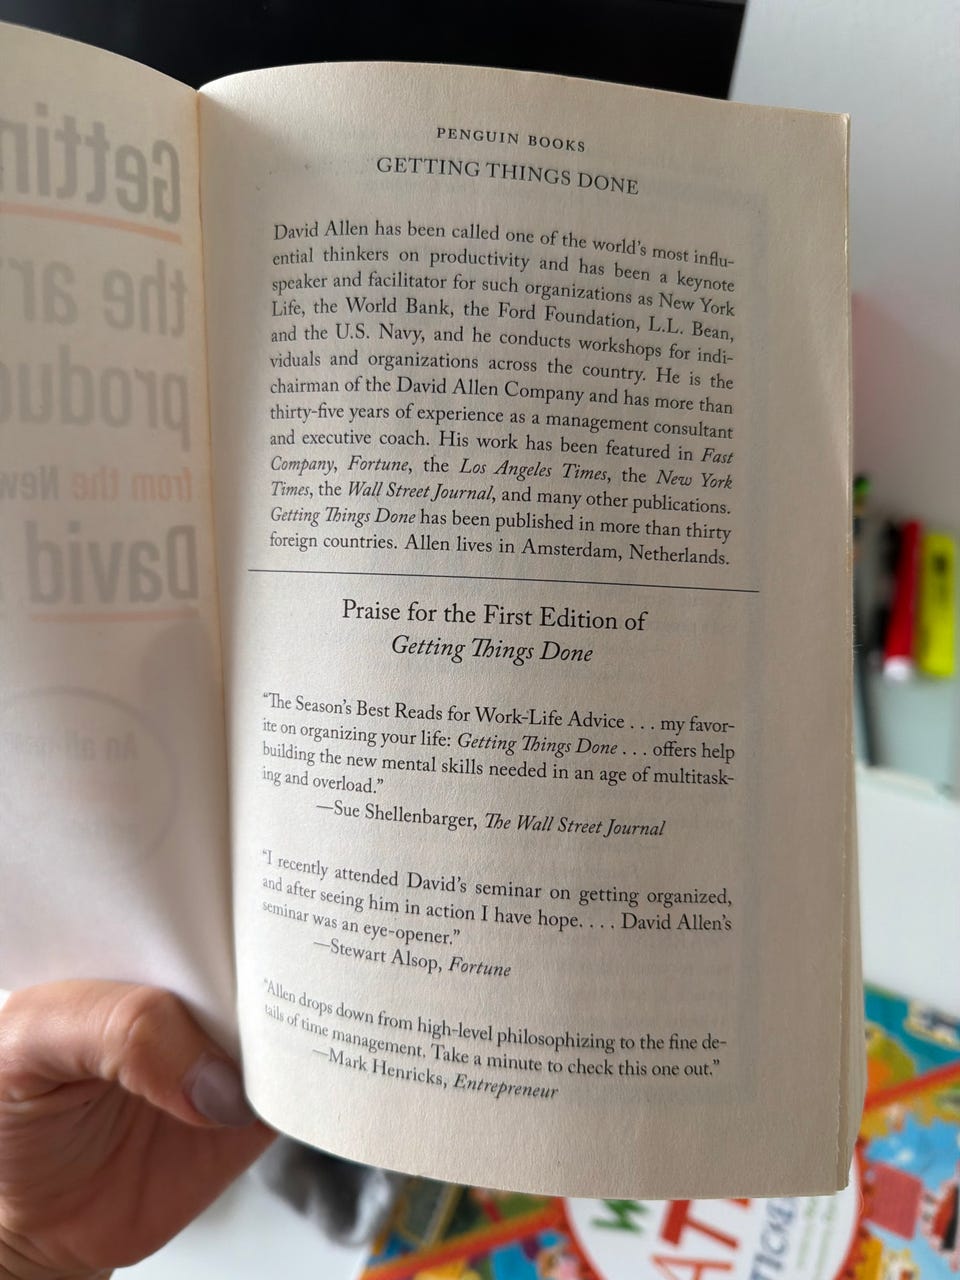 PENGUIN BOOKS
GETTING THINGS DONE
David Allen has been called one of the world's most influ-
ential thinkers on productivity and has been a keynote
speaker and facilitator for such organizations as New York
Life, the World Bank, the Ford Foundation, L.L. Bean,
and the U.S. Navy, and he conducts workshops for indi-
viduals and organizations across the country. He is the
chairman of the David Allen Company and has more than
thirty-five years of experience as a management consultant
and executive coach. His work has been featured in Fast
Company, Fortune, the Los Angeles Times, the New York
Times, the Wall Street Journal, and many other publications.
Getting Things Done has been published in more than thirty
foreign countries. Allen lives in Amsterdam, Netherlands.
Praise for the First Edition of
Getting Things Done
“The Season's Best Reads for Work-Life Advice . . . my favor-
ite on organizing your life: Getting Things Done . . . offers help
building the new mental skills needed in an age of multitask-
ing and overload.”
—Sue Shellenbarger, The Wall Street Journal
“I recently attended David's seminar on getting organized,
and after seeing him in action I have hope. . . . David Allen's
seminar was an eye-opener.”
—Stewart Alsop, Fortune
“Allen drops down from high-level philosophizing to the fine de-
tails of time management. Take a minute to check this one out.”
—Mark Henricks, Entrepreneur